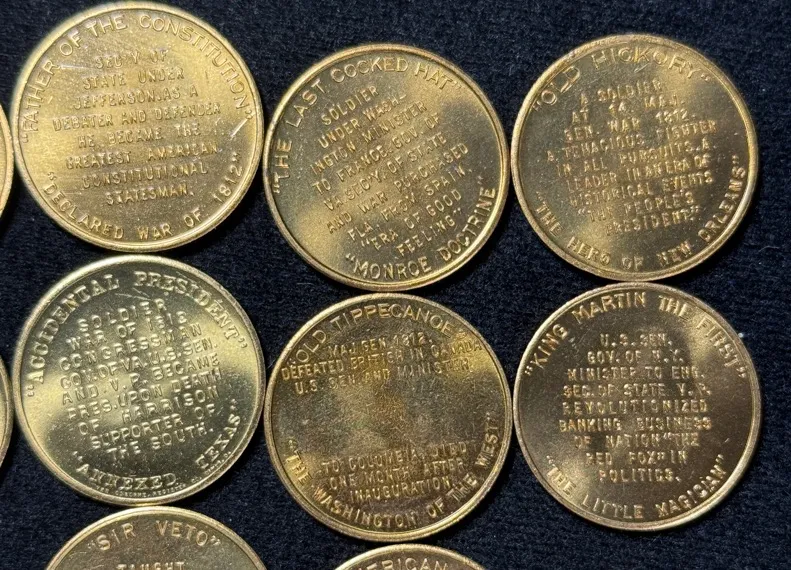 "FATHER OF THE CONSTITUTION"
SEC'Y OF
STATE UNDER
JEFFERSON. AS A
DEBATER AND DEFENDER
HE BECAME THE
GREATEST AMERICAN
CONSTITUTIONAL
STATESMAN.
"DECLARED WAR OF 1812"
"THE LAST COCKED HAT"
SOLDIER
UNDER WASH-
INGTON MINISTER
TO FRANCE, GOV. OF
VA. SEC'Y. OF STATE
AND WAR PURCHASED
FLA. FROM SPAIN.
"ERA OF GOOD
FEELING"
"MONROE DOCTRINE"
"OLD HICKORY"
A SOLDIER
AT 14. MAJ.
GEN. WAR 1812.
A TENACIOUS FIGHTER
IN ALL PURSUITS. A
LEADER IN AN ERA OF
HISTORICAL EVENTS
"THE PEOPLE'S
PRESIDENT"
"THE HERO OF NEW ORLEANS"
"ACCIDENTAL PRESIDENT"
SOLDIER,
WAR OF 1812
CONGRESSMAN
GOV. OF VA. U.S. SEN.
AND V.P. BECAME
PRES. UPON DEATH
OF HARRISON
SUPPORTER OF
THE SOUTH.
"ANNEXED TEXAS"
"OLD TIPPECANOE"
MAJ. GEN. 1812.
DEFEATED BRITISH IN CANADA
U.S. SEN. AND MINISTER
TO COLOMBIA. DIED
ONE MONTH AFTER
INAUGURATION.
"THE WASHINGTON OF THE WEST"
"KING MARTIN THE FIRST"
U.S. SEN.
GOV. OF N.Y.
MINISTER TO ENG.
SEC. OF STATE V.P.
REVOLUTIONIZED
BANKING BUSINESS
OF NATION "THE
RED FOX" IN
POLITICS.
"THE LITTLE MAGICIAN"
"SIR VETO"
TAUGHT